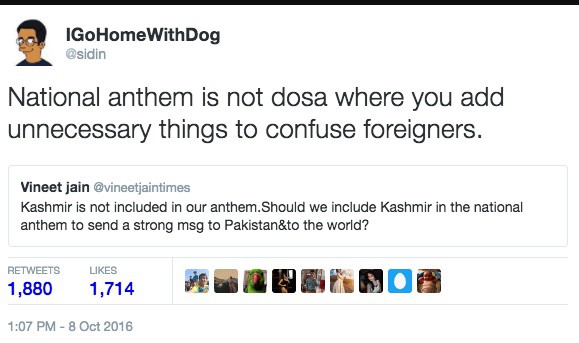 IGoHomeWithDog
@sidin
National anthem is not dosa where you add
unnecessary things to confuse foreigners.
Vineet jain @vineetjaintimes
Kashmir is not included in our anthem.Should we include Kashmir in the national
anthem to send a strong msg to Pakistan&to the world?
RETWEETS LIKES
1,880 1,714
1:07 PM - 8 Oct 2016